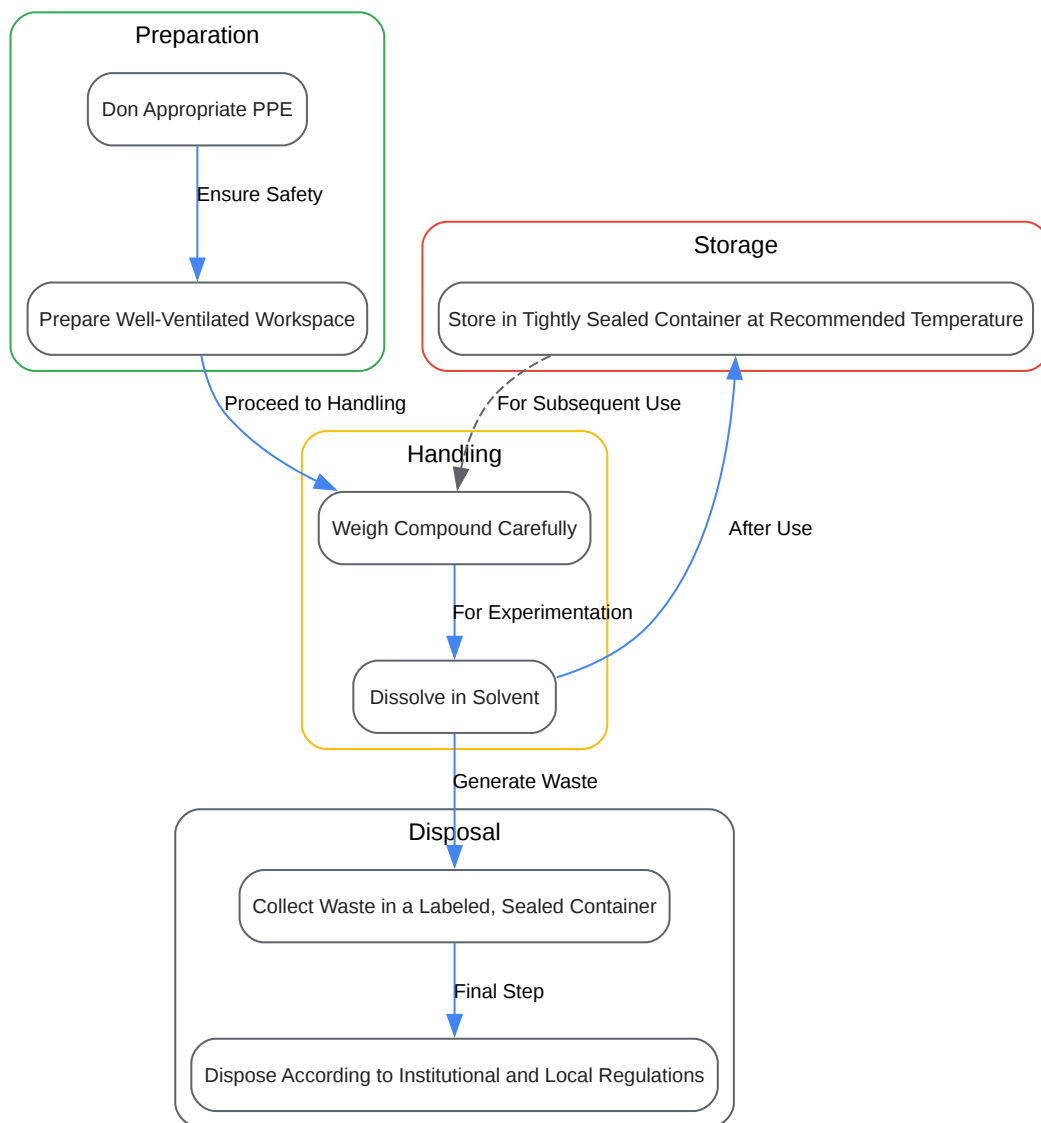 Preparation
Don Appropriate PPE
Ensure Safety
Prepare Well-Ventilated Workspace
Storage
Store in Tightly Sealed Container at Recommended Temperature
Proceed to Handling
For Subsequent Use
Handling
Weigh Compound Carefully
After Use
For Experimentation
Dissolve in Solvent
Generate Waste
Disposal
Collect Waste in a Labeled, Sealed Container
Final Step
Dispose According to Institutional and Local Regulations